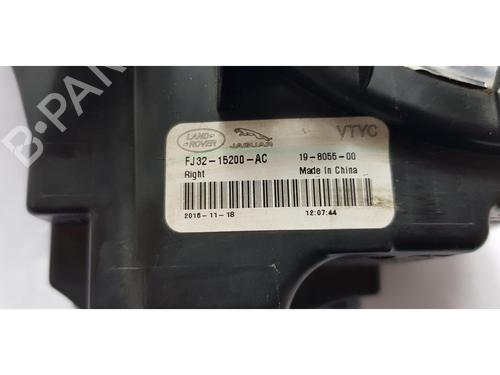 B-PARTS
LAND ROVER
JAGUAR
VTYC
FJ32-15200-AC
19-8055-00
Right
Made in China
2016-11-18
12:07:44